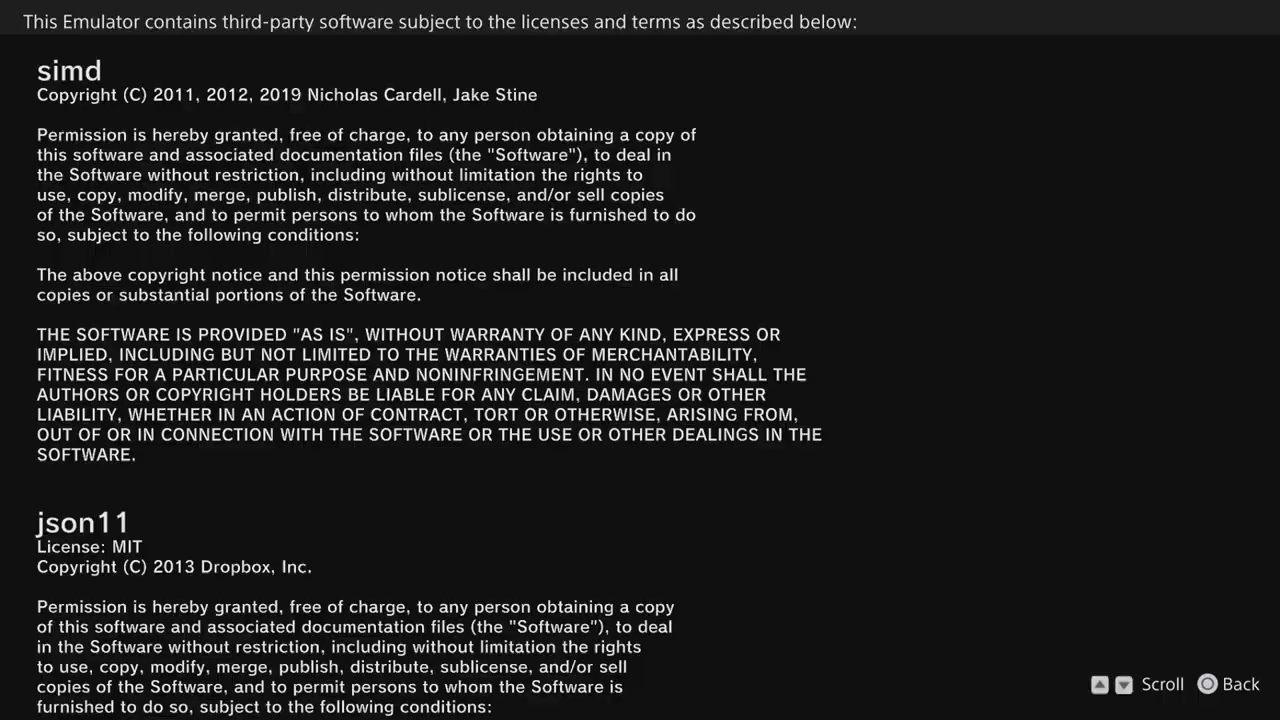 This Emulator contains third-party software subject to the licenses and terms as described below:
simd
Copyright (C) 2011, 2012, 2019 Nicholas Cardell, Jake Stine
Permission is hereby granted, free of charge, to any person obtaining a copy of
this software and associated documentation files (the "Software"), to deal in
the Software without restriction, including without limitation the rights to
use, copy, modify, merge, publish, distribute, sublicense, and/or sell copies
of the Software, and to permit persons to whom the Software is furnished to do
so, subject to the following conditions:
The above copyright notice and this permission notice shall be included in all
copies or substantial portions of the Software.
THE SOFTWARE IS PROVIDED "AS IS", WITHOUT WARRANTY OF ANY KIND, EXPRESS OR
IMPLIED, INCLUDING BUT NOT LIMITED TO THE WARRANTIES OF MERCHANTABILITY,
FITNESS FOR A PARTICULAR PURPOSE AND NONINFRINGEMENT. IN NO EVENT SHALL THE
AUTHORS OR COPYRIGHT HOLDERS BE LIABLE FOR ANY CLAIM, DAMAGES OR OTHER
LIABILITY, WHETHER IN AN ACTION OF CONTRACT, TORT OR OTHERWISE, ARISING FROM,
OUT OF OR IN CONNECTION WITH THE SOFTWARE OR THE USE OR OTHER DEALINGS IN THE
SOFTWARE.
json11
License: MIT
Copyright (C) 2013 Dropbox, Inc.
Permission is hereby granted, free of charge, to any person obtaining a copy
of this software and associated documentation files (the "Software"), to deal
in the Software without restriction, including without limitation the rights
to use, copy, modify, merge, publish, distribute, sublicense, and/or sell
copies of the Software, and to permit persons to whom the Software is
furnished to do so, subject to the following conditions:
Scroll Back